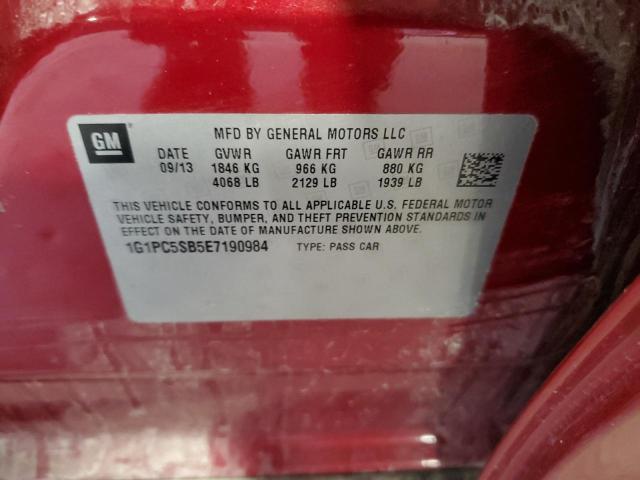 GM
MFD BY GENERAL MOTORS LLC
DATE GVWR GAWR FRT GAWR RR
09/13 1846 KG 966 KG 880 KG
4068 LB 2129 LB 1939 LB
THIS VEHICLE CONFORMS TO ALL APPLICABLE U.S. FEDERAL MOTOR
VEHICLE SAFETY, BUMPER, AND THEFT PREVENTION STANDARDS IN
EFFECT ON THE DATE OF MANUFACTURE SHOWN ABOVE.
1G1PC5SB5E7190984 TYPE: PASS CAR